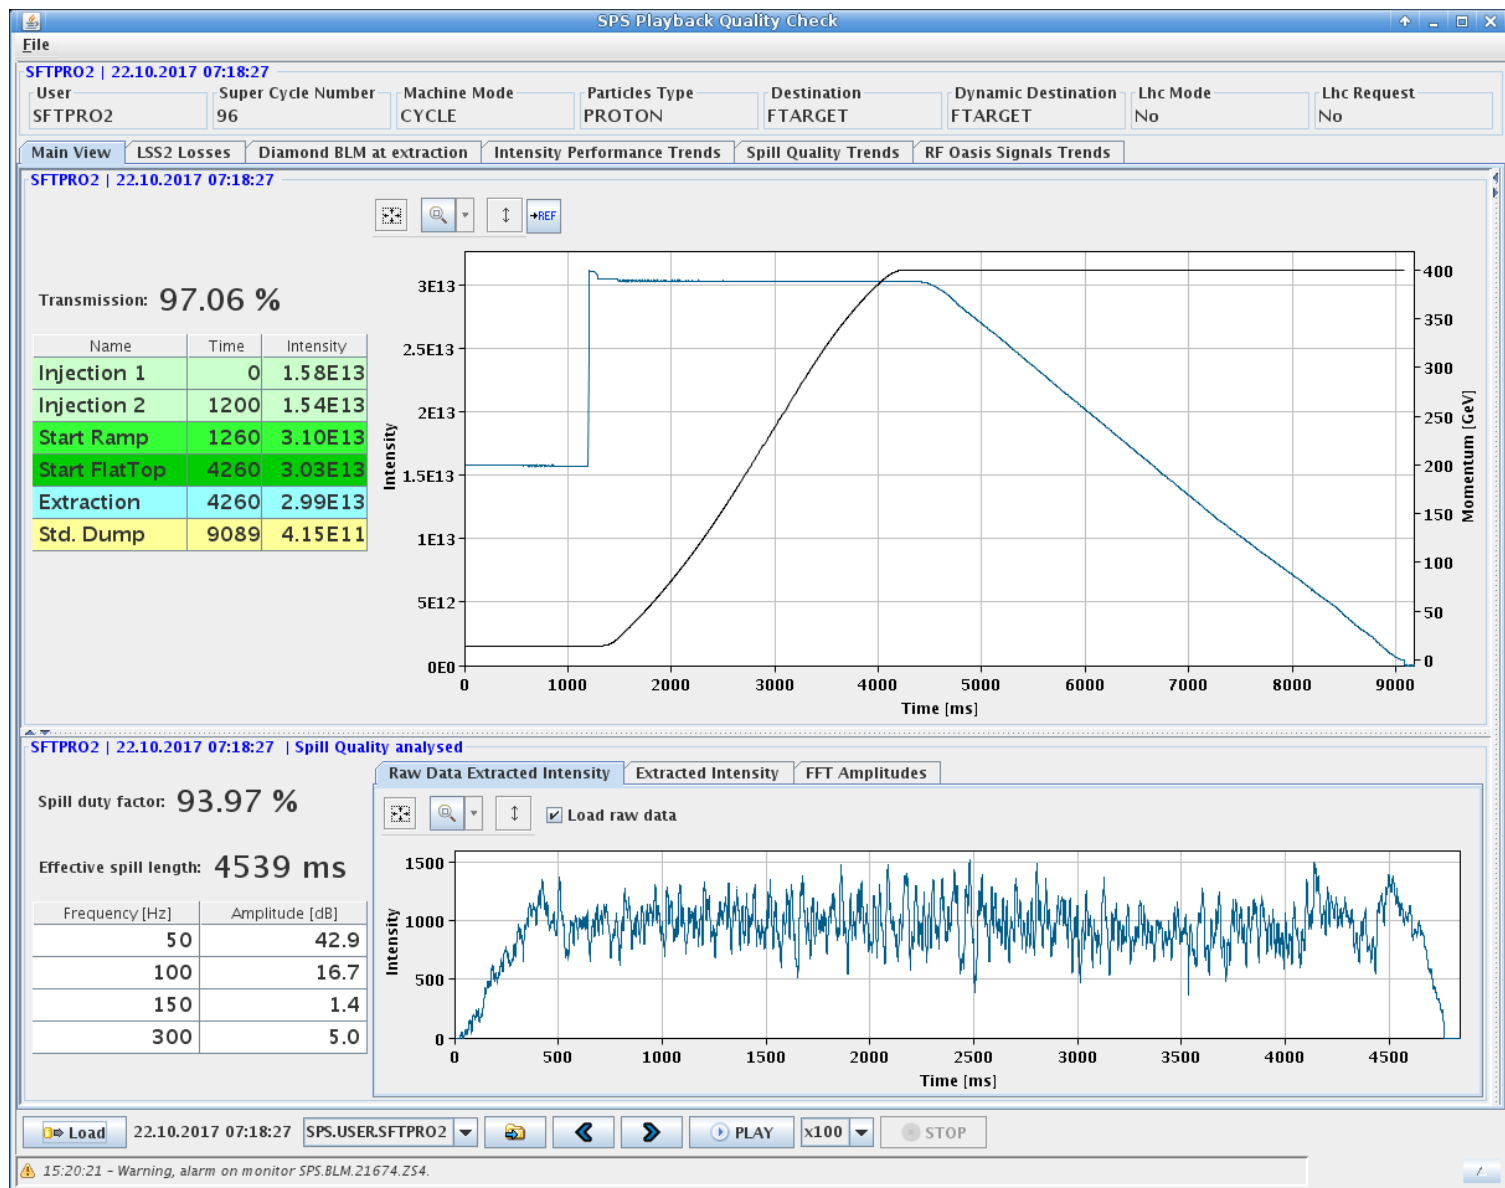 SPS Playback Quality Check
File
SFTPRO2 | 22.10.2017 07:18:27
User Super Cycle Number Machine Mode Particles Type Destination Dynamic Destination Lhc Mode Lhc Request
SFTPRO2 96 CYCLE PROTON FTARGET FTARGET No No
Main View LSS2 Losses Diamond BLM at extraction Intensity Performance Trends Spill Quality Trends RF Oasis Signals Trends
SFTPRO2 | 22.10.2017 07:18:27
→REF
Transmission: 97.06 %
Name Time Intensity
Injection 1 0 1.58E13
Injection 2 1200 1.54E13
Start Ramp 1260 3.10E13
Start FlatTop 4260 3.03E13
Extraction 4260 2.99E13
Std. Dump 9089 4.15E11
Intensity
3E13
2.5E13
2E13
1.5E13
1E13
5E12
0E0
400
350
300
250
200
150
100
50
0
Momentum [GeV]
0 1000 2000 3000 4000 5000 6000 7000 8000 9000
Time [ms]
SFTPRO2 | 22.10.2017 07:18:27 | Spill Quality analysed
Spill duty factor: 93.97 %
Effective spill length: 4539 ms
Frequency [Hz] Amplitude [dB]
50 42.9
100 16.7
150 1.4
300 5.0
Raw Data Extracted Intensity Extracted Intensity FFT Amplitudes
Load raw data
Intensity
1500
1000
500
0
0 500 1000 1500 2000 2500 3000 3500 4000 4500
Time [ms]
Load 22.10.2017 07:18:27 SPS.USER.SFTPRO2 PLAY x100 STOP
15:20:21 - Warning, alarm on monitor SPS.BLM.21674.ZS4.